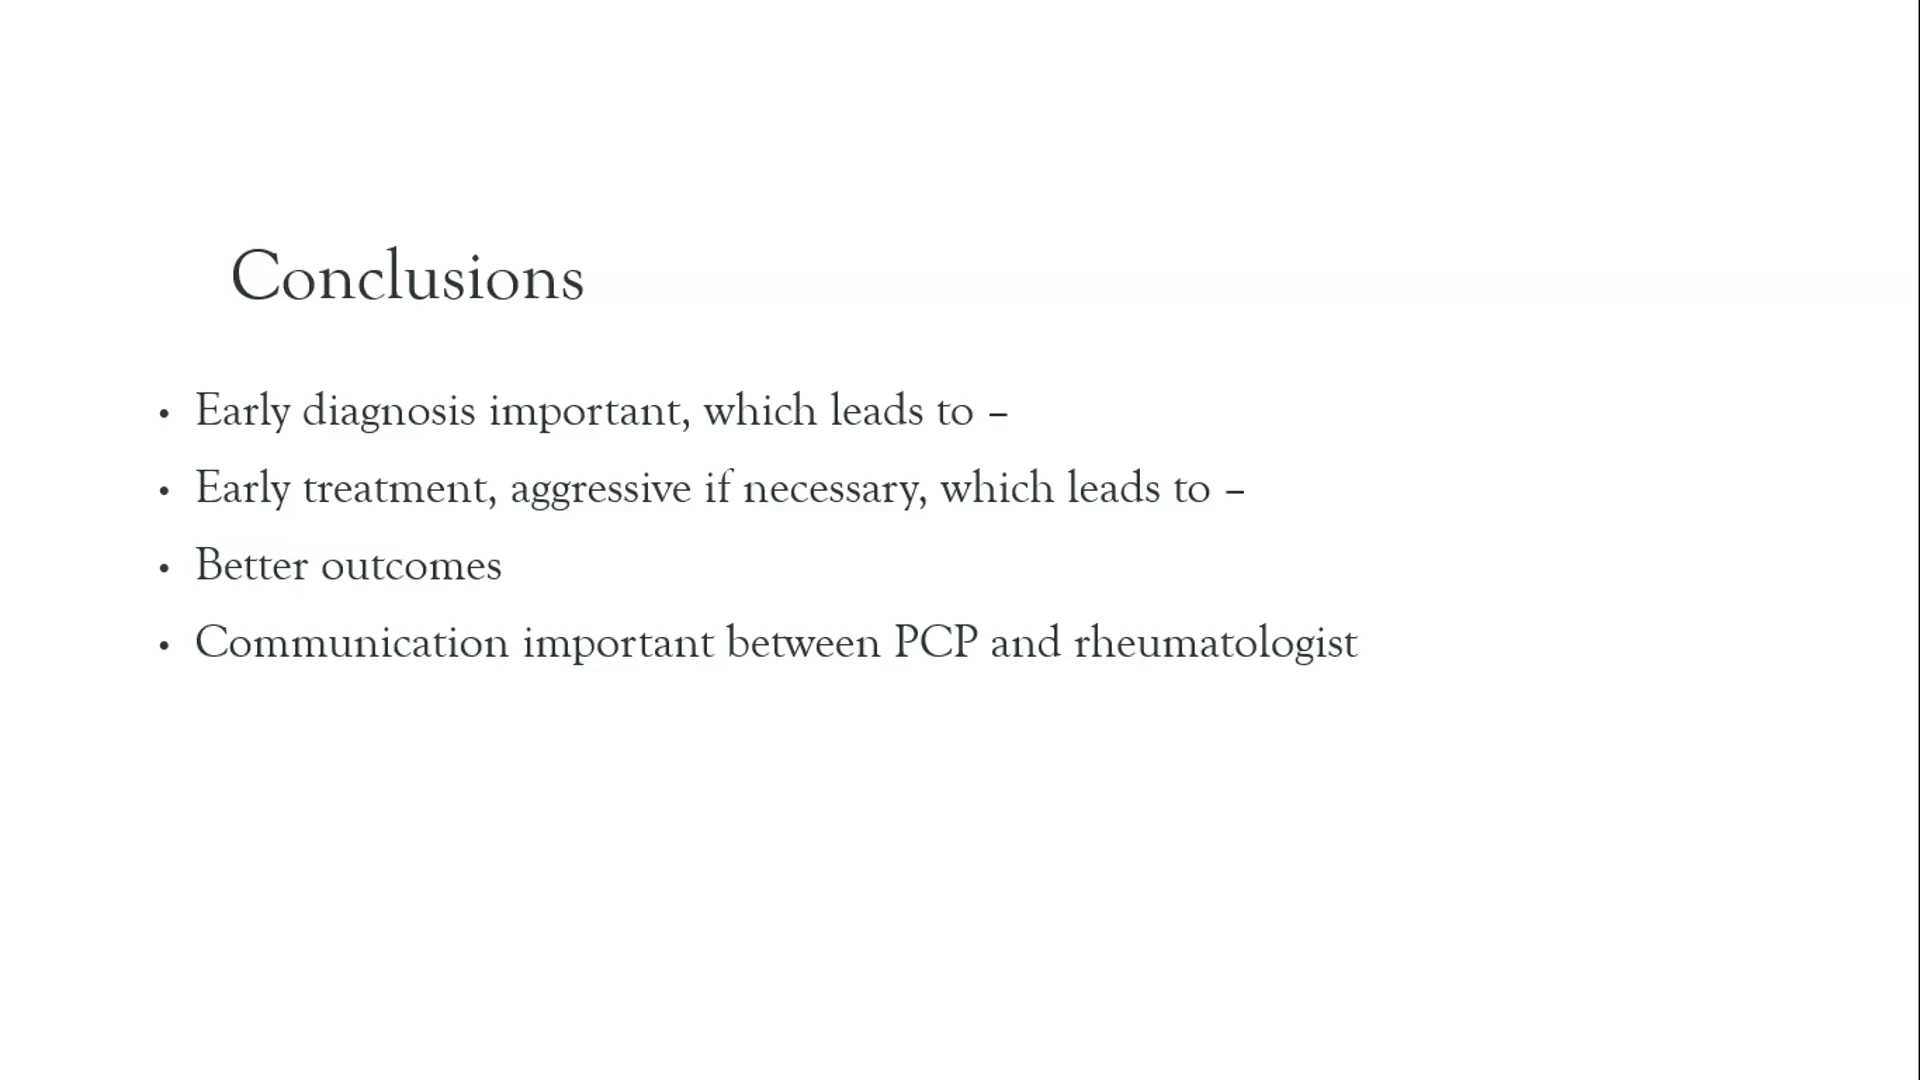 Conclusions
• Early diagnosis important, which leads to –
• Early treatment, aggressive if necessary, which leads to –
• Better outcomes
• Communication important between PCP and rheumatologist